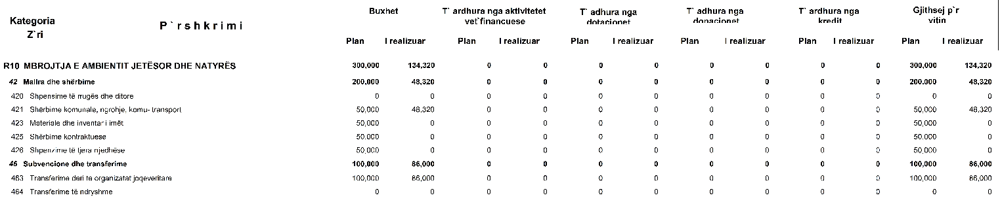 Buxhet T` ardhura nga aktivitetet T` adhura nga T` adhura nga T` ardhura nga Gjithsej p`r
Kategoria P`rshkrimi vet`financuese dotacionet donacionet kredit vitin
Z`ri Plan I realizuar Plan I realizuar Plan I realizuar Plan I realizuar Plan I realizuar Plan I realizuar
R10 MBROJTJA E AMBIENTIT JETËSOR DHE NATYRËS 300,000 134,320 0 0 0 0 0 0 0 0 300,000 134,320
42 Mallra dhe shërbime 200,000 48,320 0 0 0 0 0 0 0 0 200.000 48,320
420 Shpensime të rrugës dhe ditore 0 0 0 0 0 0 0 0 0 0 0 0
421 Shërbime komunale, ngrohje, komu- transport 50,000 48,320 0 0 0 0 0 0 0 0 50,000 48,320
423 Materiale dhe inventar i imët 50,000 0 0 0 0 0 0 0 0 0 50,000 0
425 Shërbime kontraktuese 50.000 0 0 0 0 0 0 0 0 0 50.000 0
426 Shpenzime të tjera njedhëse 50,000 0 0 0 0 0 0 0 0 0 50,000 0
46 Subvencione dhe transferime 100,000 86,000 0 0 0 0 0 0 0 0 100,000 86,000
463 Transferime deri te organizatat joqeveritare 100,000 86,000 0 0 0 0 0 0 0 0 100,000 86,000
464 Transferime të ndryshme 0 0 0 0 0 0 0 0 0 0 0 0